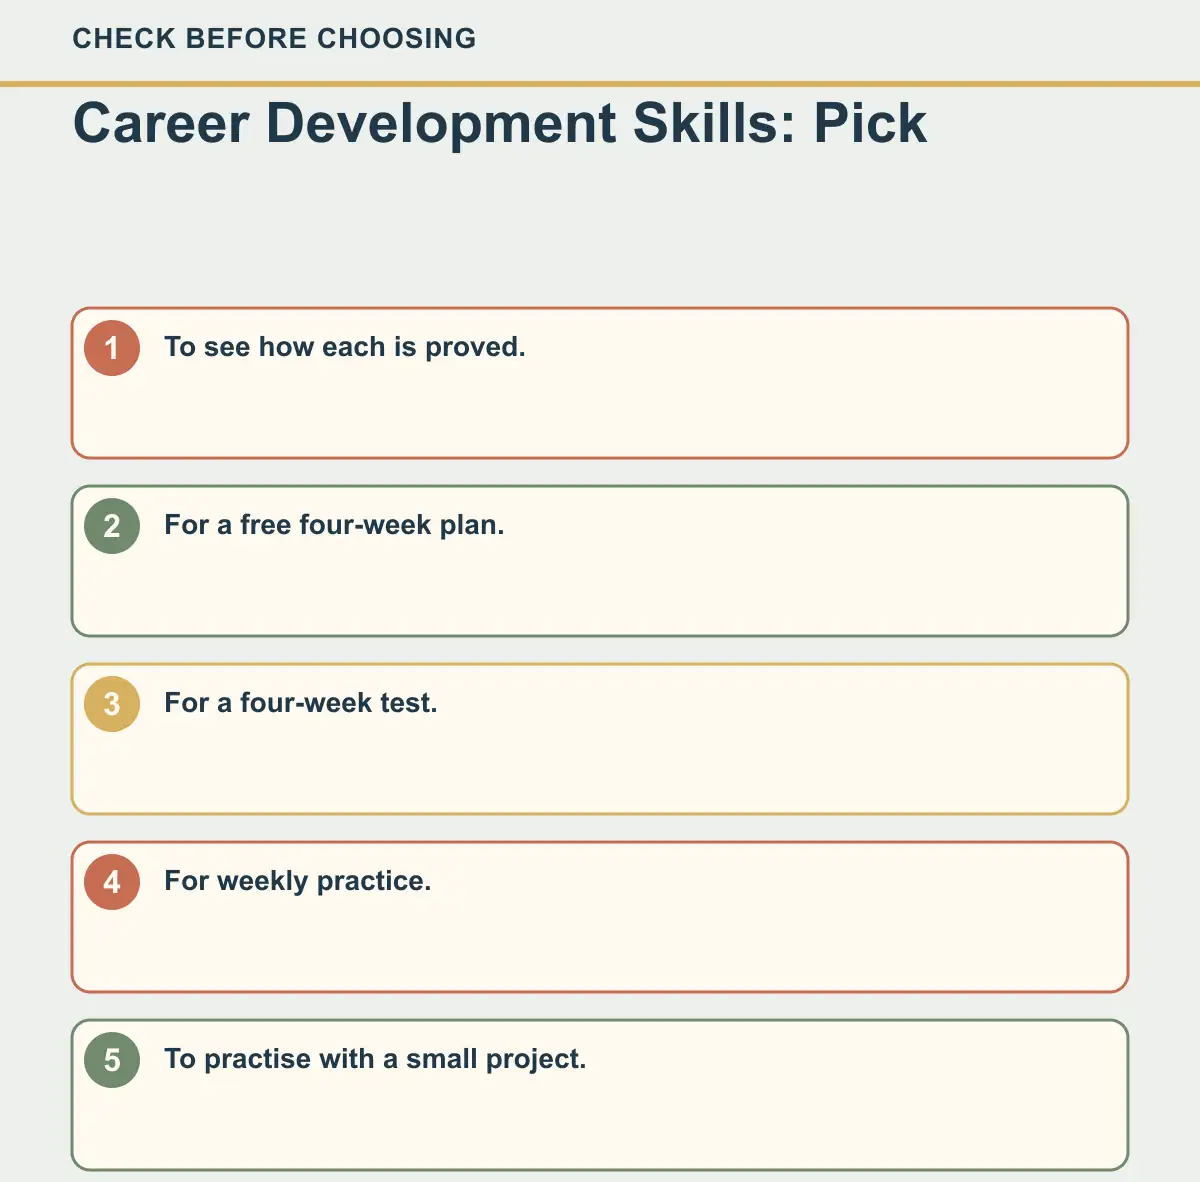 CHECK BEFORE CHOOSING
Career Development Skills: Pick
1 To see how each is proved.
2 For a free four-week plan.
3 For a four-week test.
4 For weekly practice.
5 To practise with a small project.